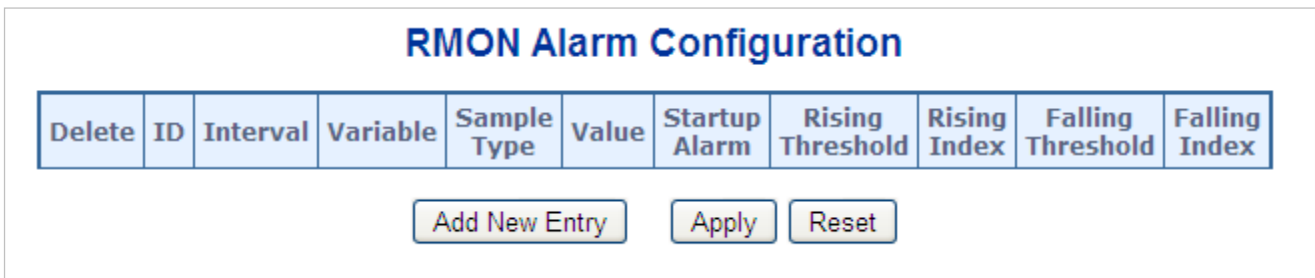 RMON Alarm Configuration
Delete ID Interval Variable Sample Type Value Startup Alarm Rising Threshold Rising Index Falling Threshold Falling Index
Add New Entry Apply Reset